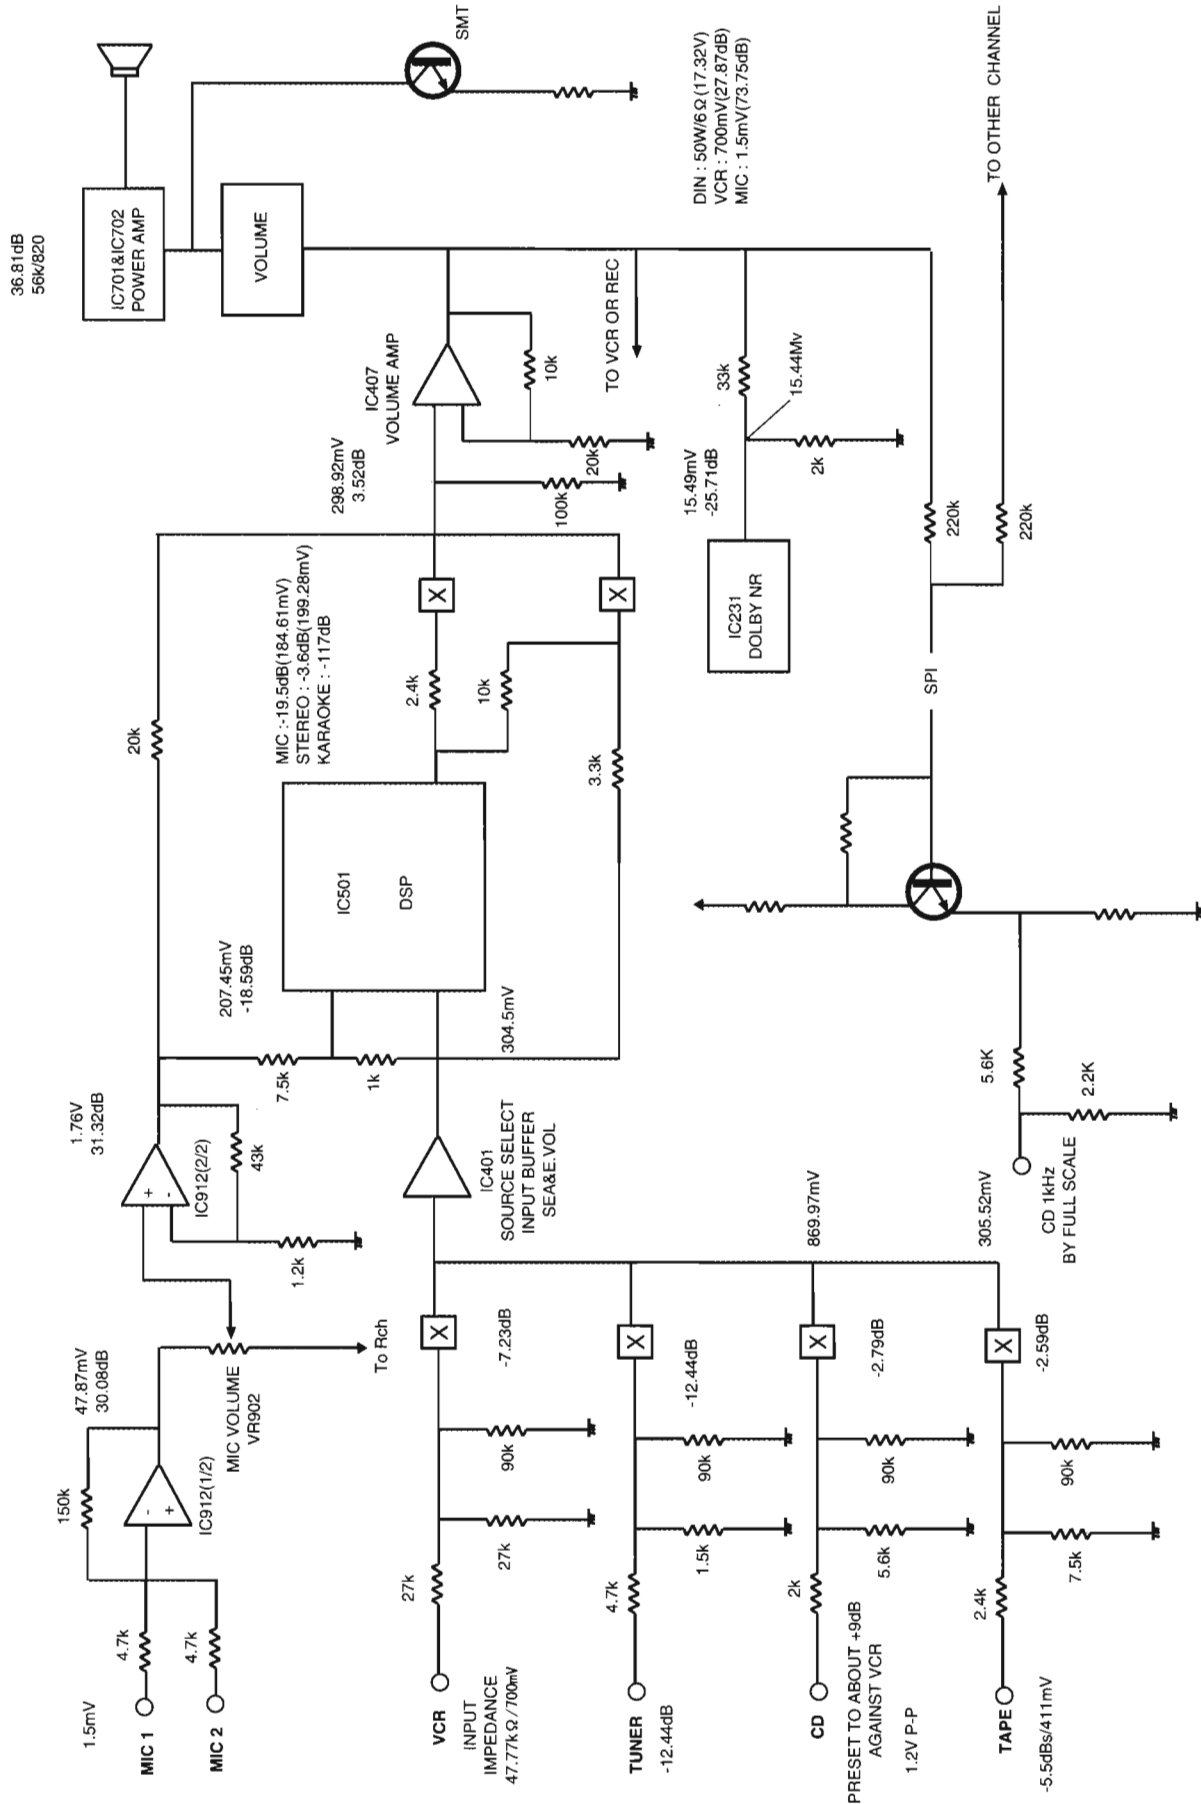 1.5mV
MIC 1
MIC 2
4.7k
4.7k
150k
IC912(1/2)
-
+
47.87mV
30.08dB
MIC VOLUME
VR902
To Rch
+
-
IC912(2/2)
1.2k
43k
1.76V
31.32dB
20k
7.5k
1k
207.45mV
-18.59dB
IC501
DSP
304.5mV
MIC :-19.5dB(184.61mV)
STEREO : -3.6dB(199.28mV)
KARAOKE : -117dB
2.4k
10k
3.3k
X
X
298.92mV
3.52dB
100k
20k
10k
IC407
VOLUME AMP
36.81dB
56k/820
IC701&IC702
POWER AMP
VOLUME
SMT
DIN : 50W/6Ω(17.32V)
VCR : 700mV(27.87dB)
MIC : 1.5mV(73.75dB)
TO VCR OR REC
33k
15.44Mv
2k
15.49mV
-25.71dB
IC231
DOLBY NR
220k
220k
TO OTHER CHANNEL
SPI
VCR
INPUT
IMPEDANCE
47.77kΩ/700mV
27k
27k
90k
X
-7.23dB
IC401
SOURCE SELECT
INPUT BUFFER
SEA&E.VOL
TUNER
-12.44dB
4.7k
1.5k
90k
-12.44dB
X
CD
PRESET TO ABOUT +9dB
AGAINST VCR
1.2V P-P
2k
5.6k
90k
X
-2.79dB
869.97mV
TAPE
-5.5dBs/411mV
2.4k
7.5k
90k
X
-2.59dB
305.52mV
CD 1kHz
BY FULL SCALE
2.2K
5.6K